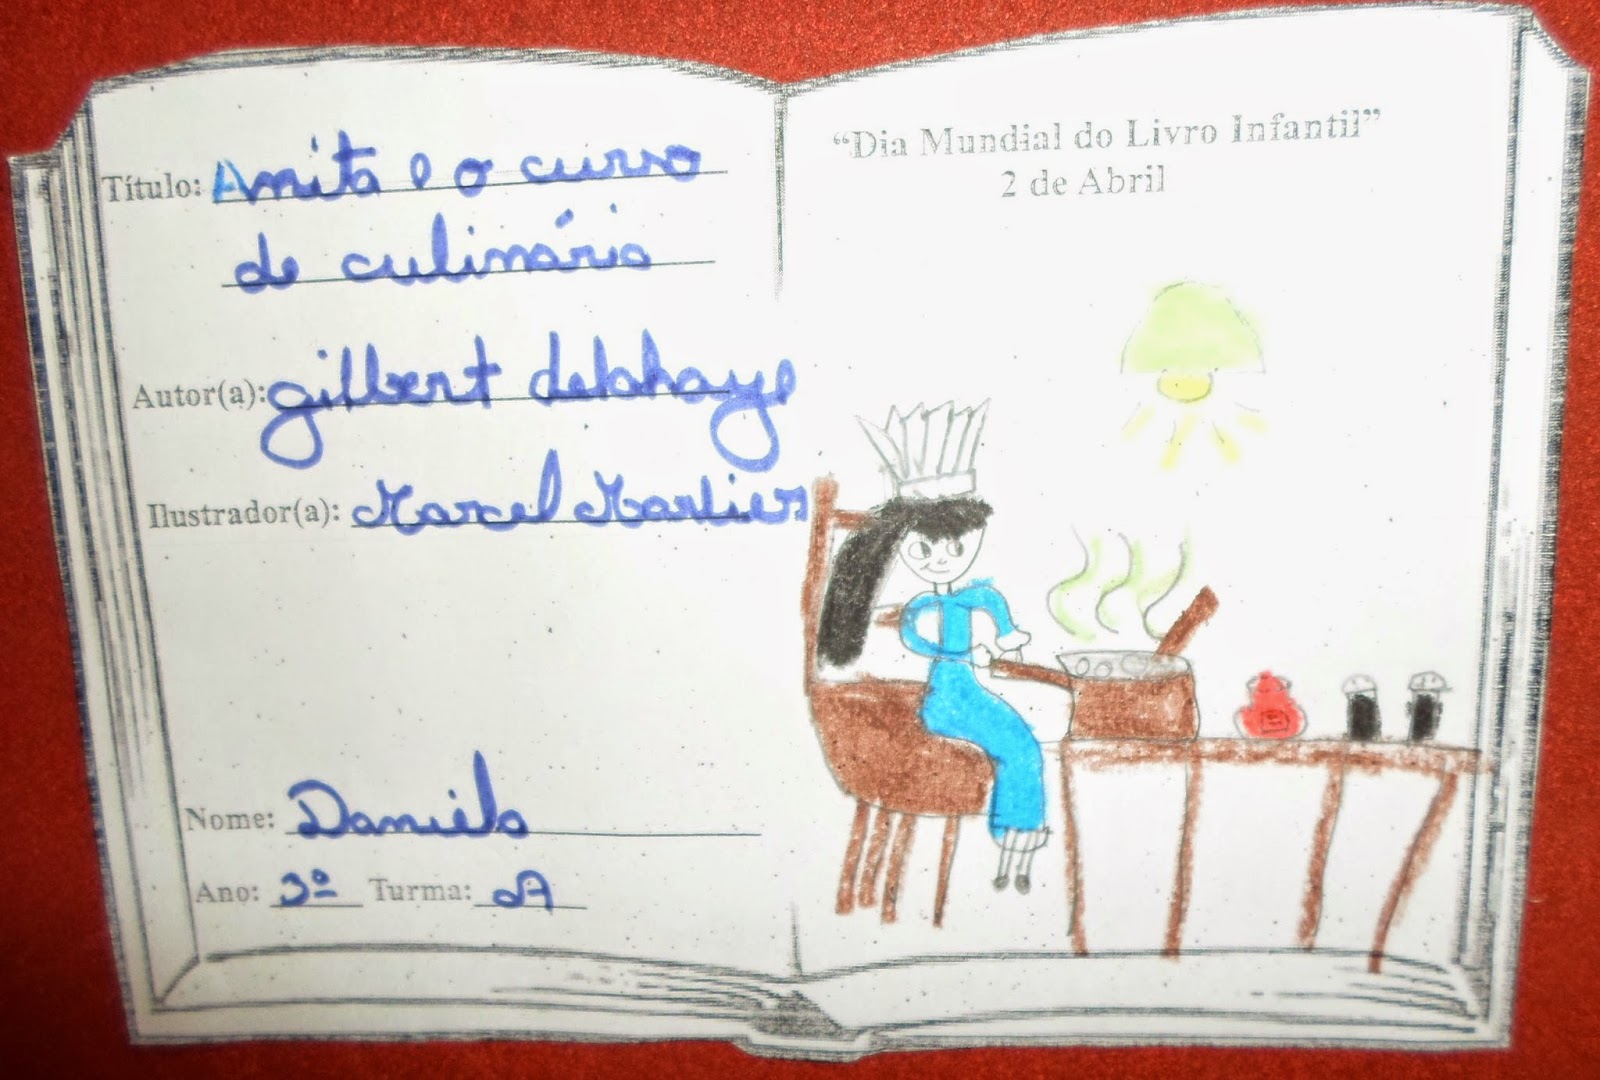 Título: Anita e o curso
de culinária
Autor(a): gilbert delahaye
Ilustrador(a): Marcel Marlier
Nome: Daniela
Ano: 3º Turma: A
“Dia Mundial do Livro Infantil”
2 de Abril